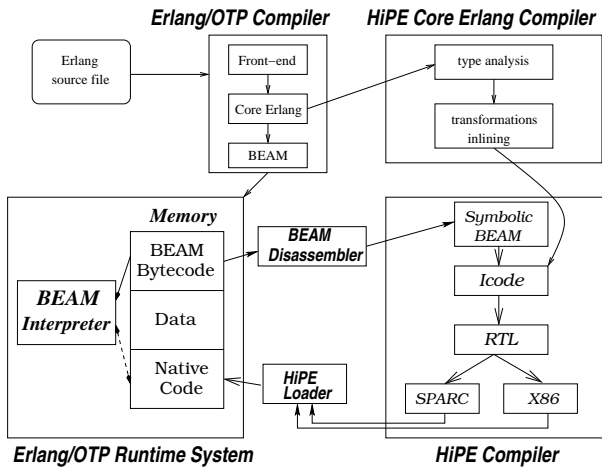 Erlang/OTP Compiler
HiPE Core Erlang Compiler
Erlang
source file
Front−end
Core Erlang
BEAM
type analysis
transformations
inlining
Memory
BEAM
Bytecode
Data
Native
Code
BEAM
Interpreter
BEAM
Disassembler
HiPE
Loader
Symbolic
BEAM
Icode
RTL
SPARC
X86
Erlang/OTP Runtime System
HiPE Compiler